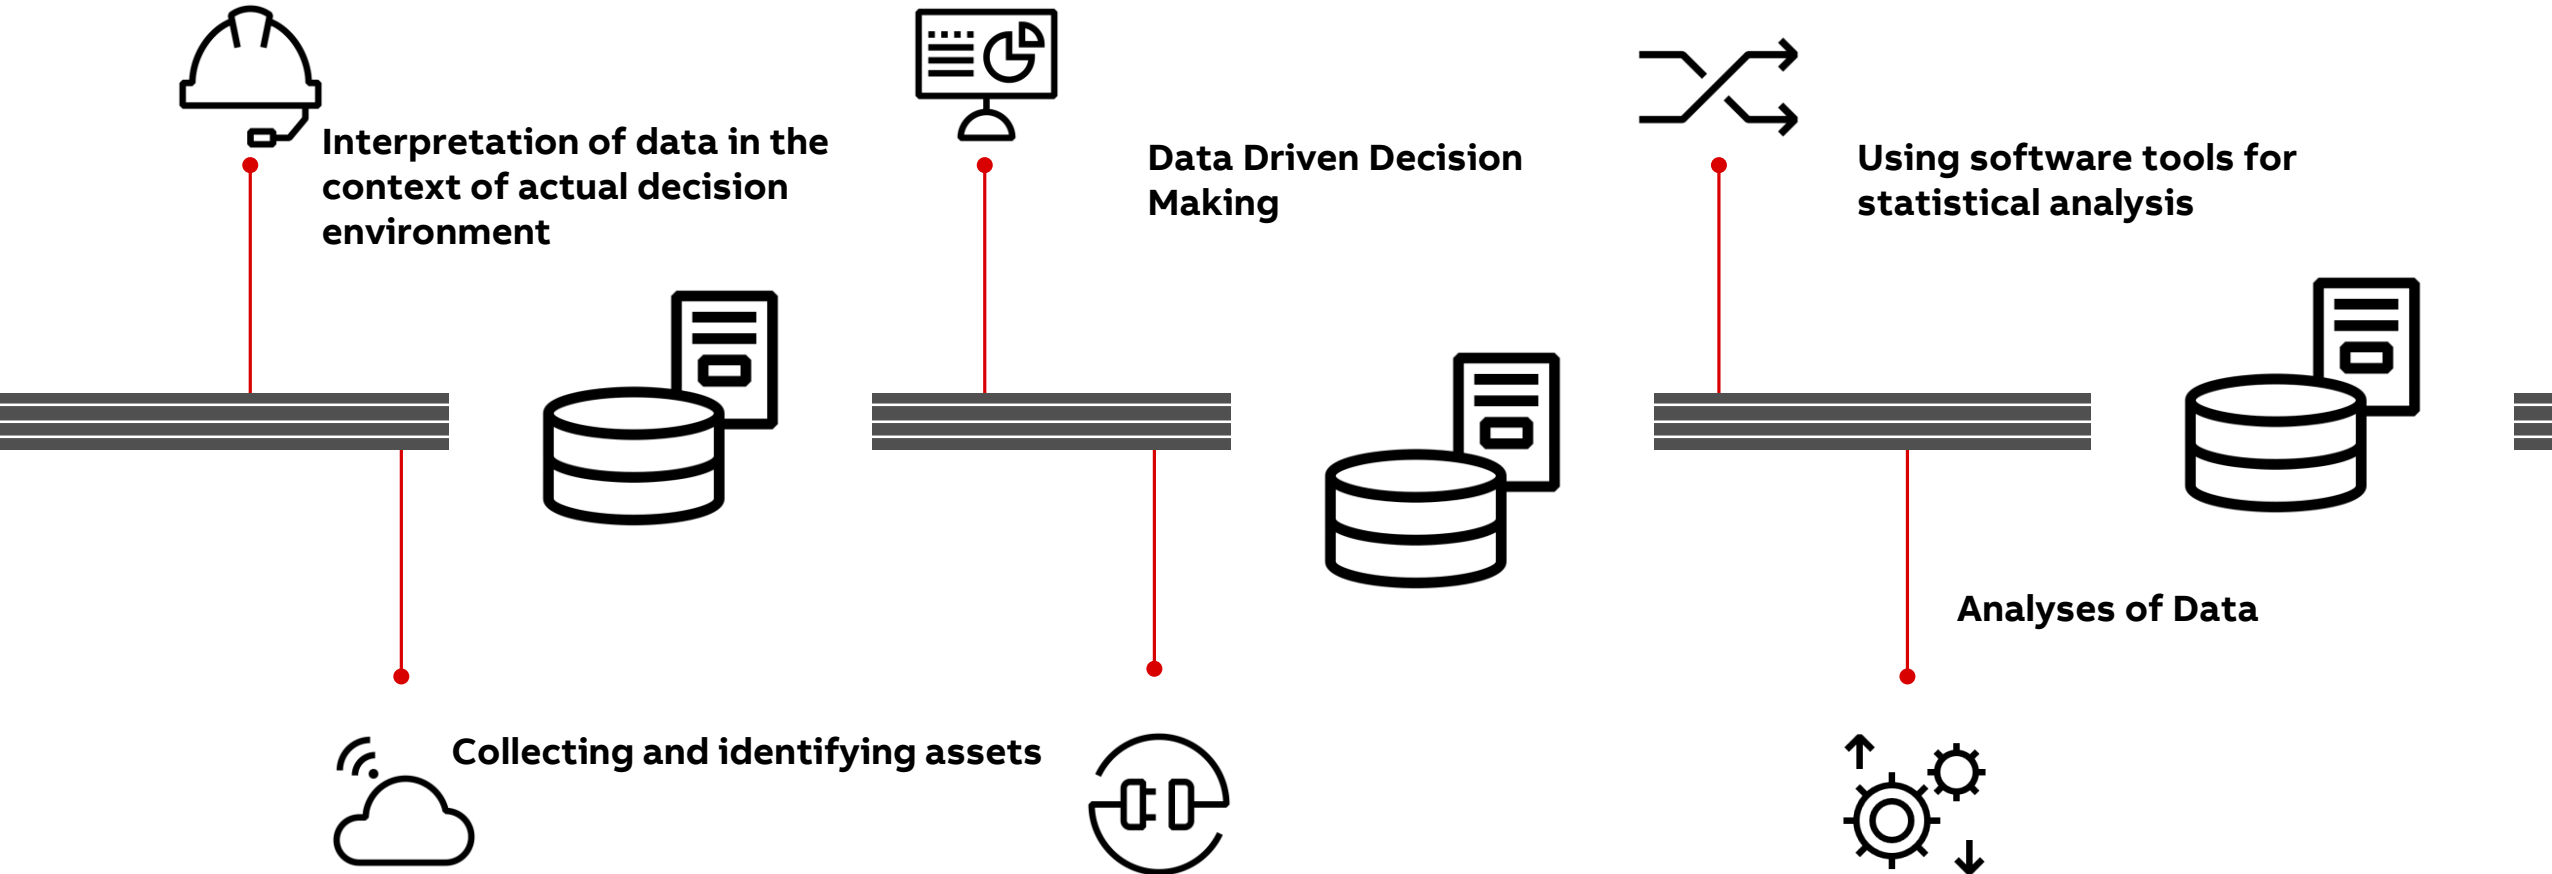 Interpretation of data in the
context of actual decision
environment
Data Driven Decision
Making
Using software tools for
statistical analysis
Analyses of Data
Collecting and identifying assets